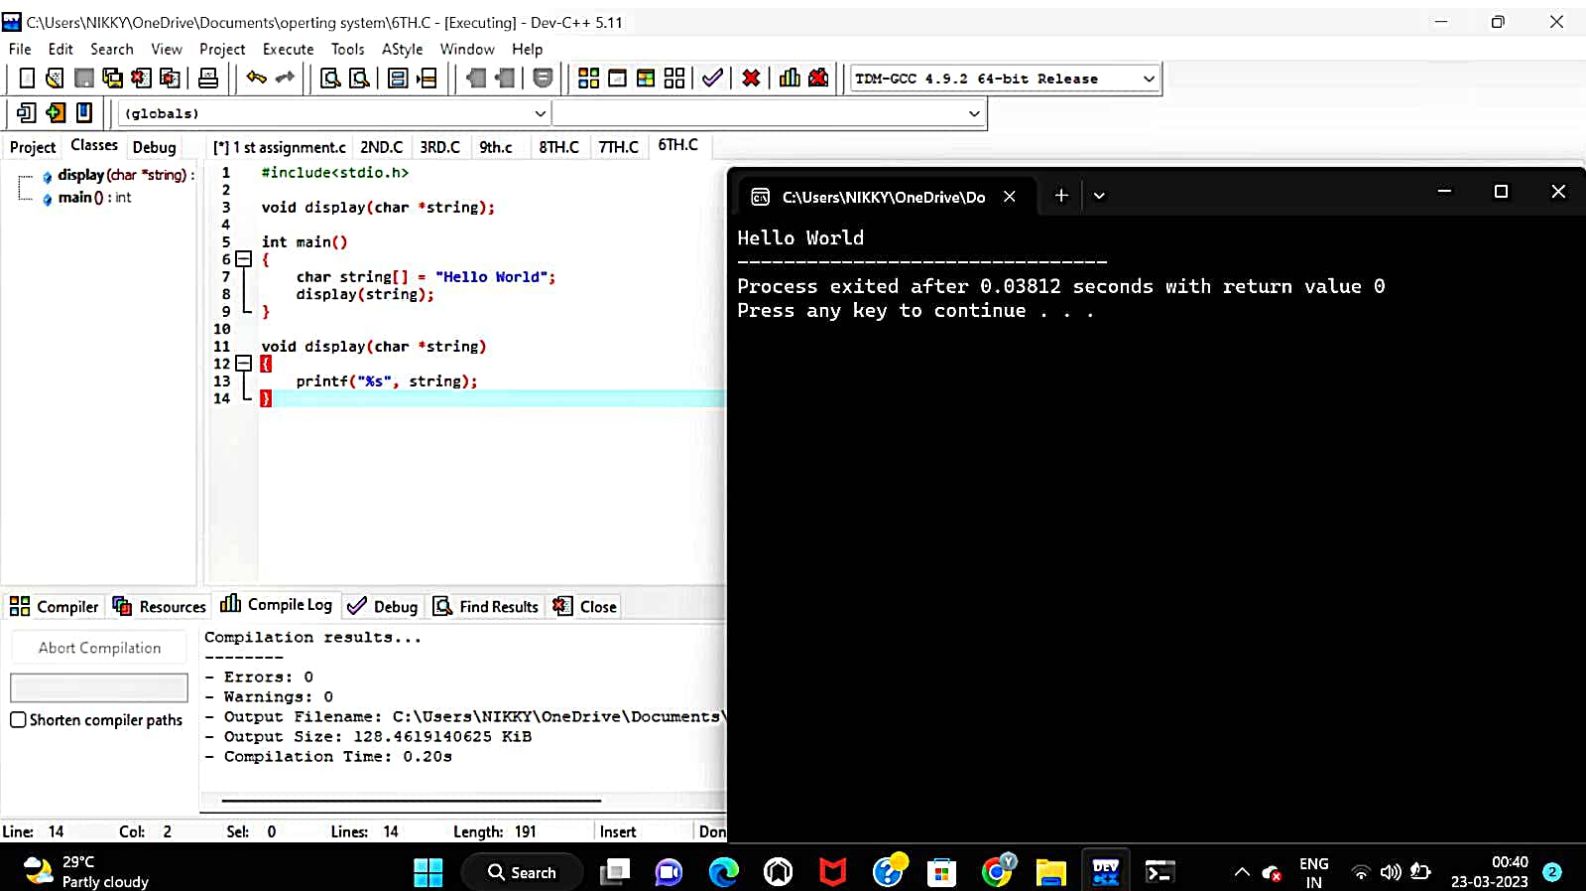 C:\Users\NIKKY\OneDrive\Documents\operting system\6TH.C - [Executing] - Dev-C++ 5.11
File Edit Search View Project Execute Tools AStyle Window Help
TDM-GCC 4.9.2 64-bit Release
(globals)
Project Classes Debug
[*] 1 st assignment.c 2ND.C 3RD.C 9th.c 8TH.C 7TH.C 6TH.C
display (char *string) :
main () : int
1 #include<stdio.h>
2
3 void display(char *string);
4
5 int main()
6 {
7 char string[] = "Hello World";
8 display(string);
9 }
10
11 void display(char *string)
12 {
13 printf("%s", string);
14 }
C:\Users\NIKKY\OneDrive\Do
Hello World
--------------------------------
Process exited after 0.03812 seconds with return value 0
Press any key to continue . . .
Compiler Resources Compile Log Debug Find Results Close
Abort Compilation
Shorten compiler paths
Compilation results...
--------
- Errors: 0
- Warnings: 0
- Output Filename: C:\Users\NIKKY\OneDrive\Documents\
- Output Size: 128.4619140625 KiB
- Compilation Time: 0.20s
Line: 14 Col: 2 Sel: 0 Lines: 14 Length: 191 Insert Don
29°C
Partly cloudy
Search
DEV
ENG
IN
00:40
23-03-2023
2